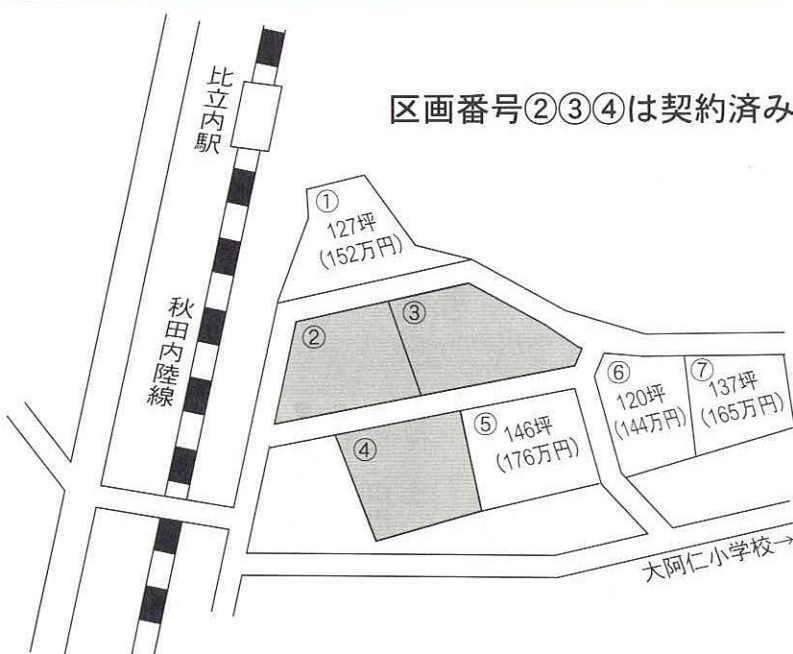 比立内駅
区画番号②③④は契約済み
①
127坪
(152万円)
秋田内陸線
②
③
④
⑤
146坪
(176万円)
⑥
120坪
(144万円)
⑦
137坪
(165万円)
大阿仁小学校→